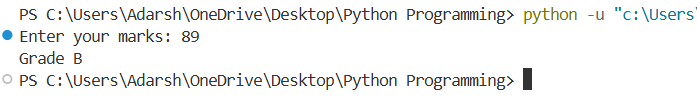 PS C:\Users\Adarsh\OneDrive\Desktop\Python Programming> python -u "c:\Users\
Enter your marks: 89
Grade B
PS C:\Users\Adarsh\OneDrive\Desktop\Python Programming>